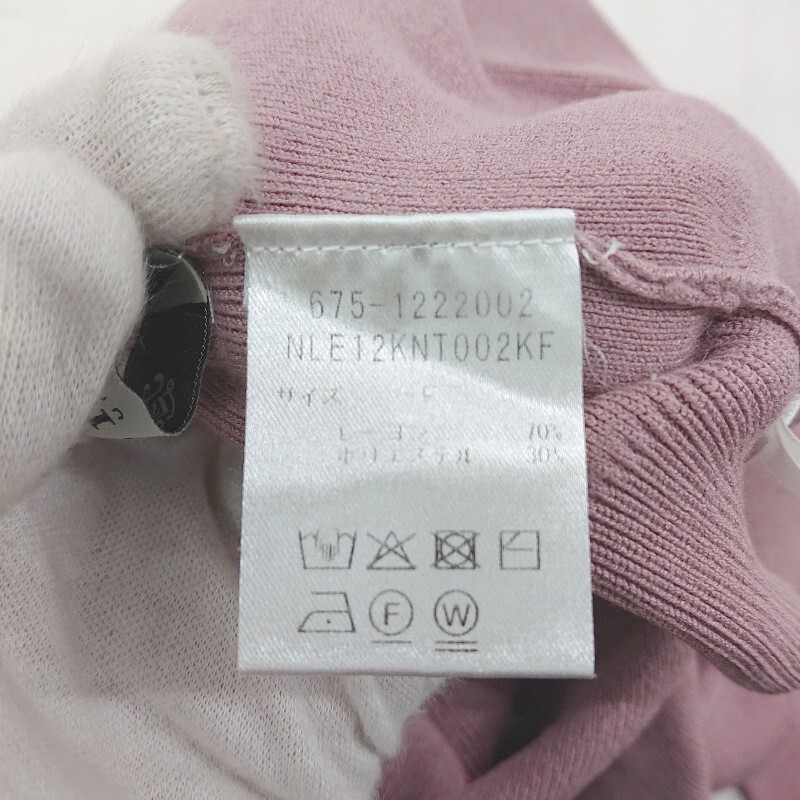 675-1222002
NLE12KNT002KF
サイズ F
レーヨン 70%
ポリエステル 30%
F W